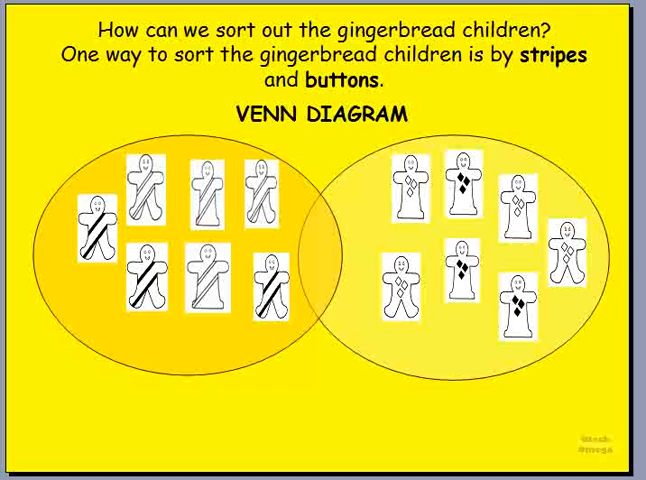 How can we sort out the gingerbread children?
One way to sort the gingerbread children is by stripes
and buttons.
VENN DIAGRAM